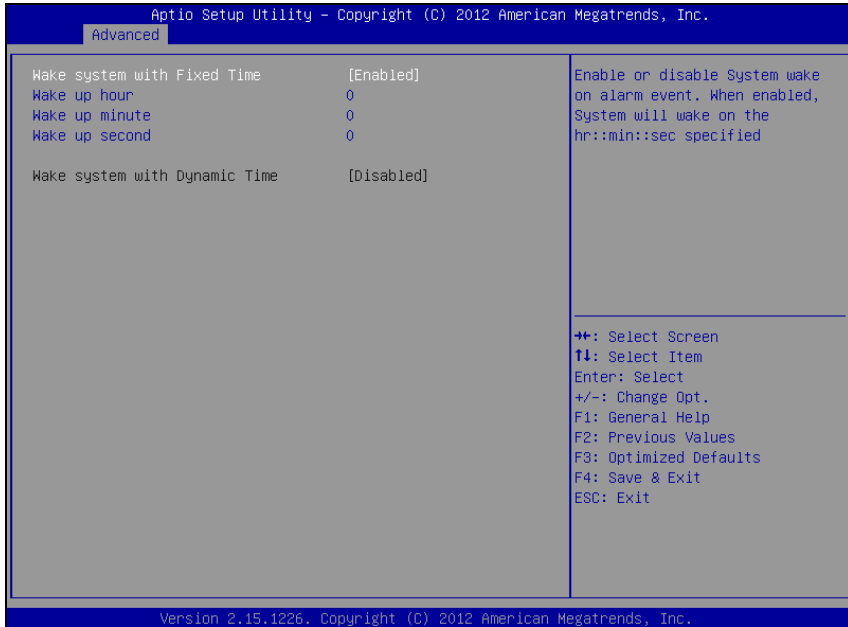 Aptio Setup Utility – Copyright (C) 2012 American Megatrends, Inc.
Advanced
Wake system with Fixed Time [Enabled]
Wake up hour 0
Wake up minute 0
Wake up second 0
Wake system with Dynamic Time [Disabled]
Enable or disable System wake
on alarm event. When enabled,
System will wake on the
hr::min::sec specified
→←: Select Screen
↑↓: Select Item
Enter: Select
+/-: Change Opt.
F1: General Help
F2: Previous Values
F3: Optimized Defaults
F4: Save & Exit
ESC: Exit
Version 2.15.1226. Copyright (C) 2012 American Megatrends, Inc.